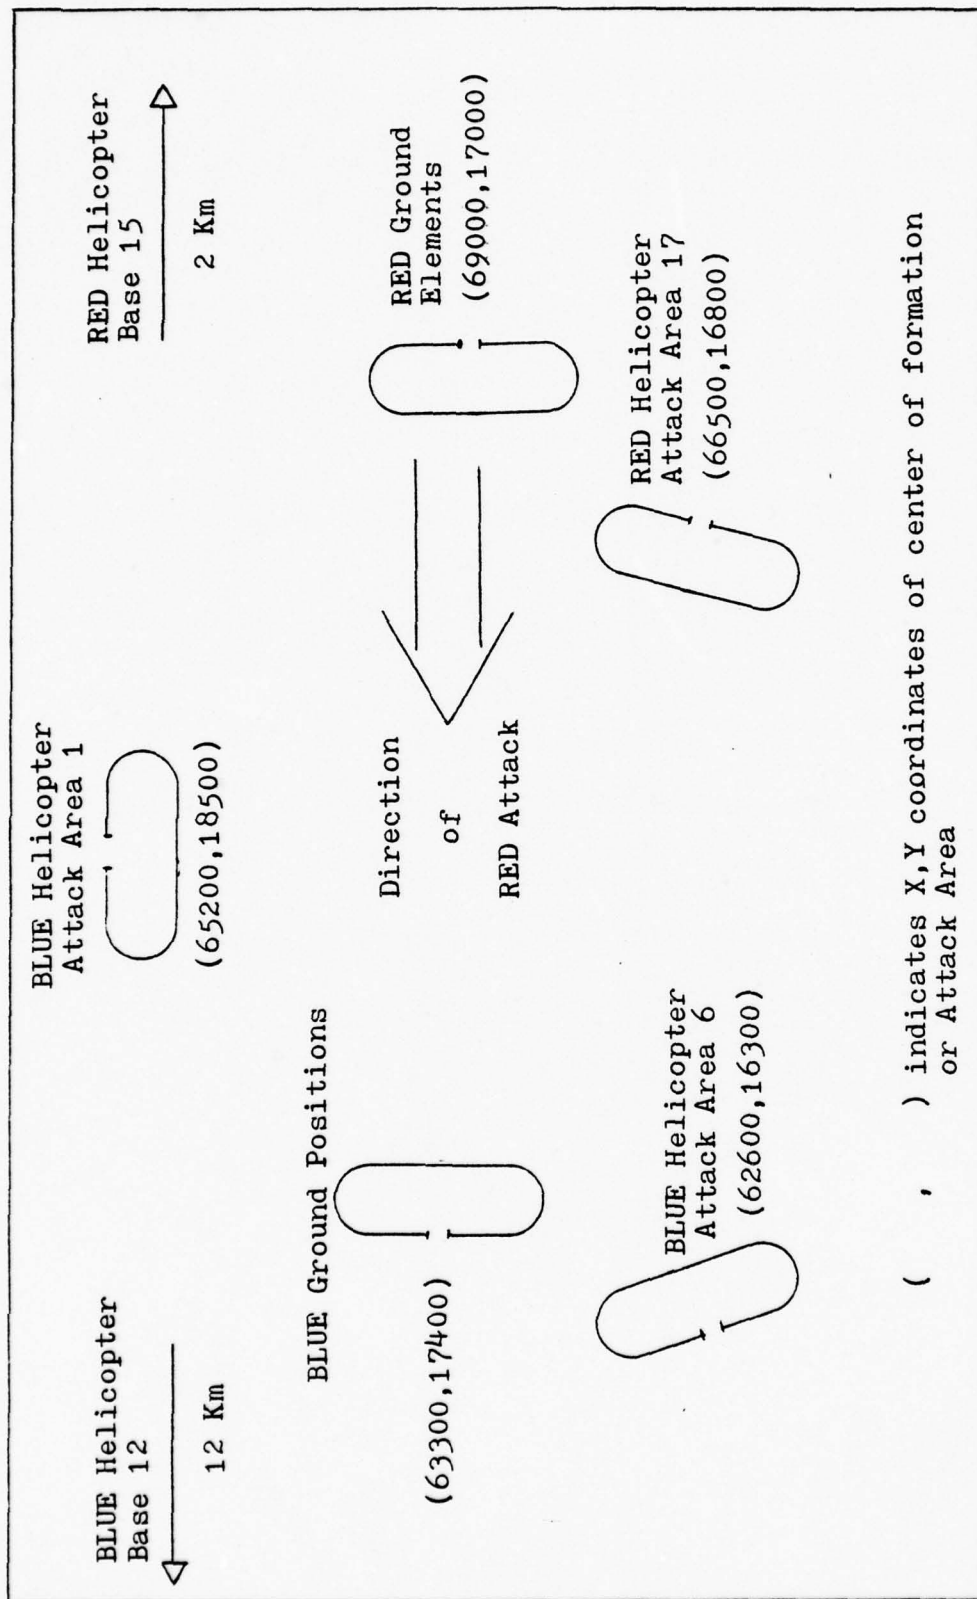 BLUE Helicopter
Base 12
12 Km
BLUE Helicopter
Attack Area 1
(65200,18500)
RED Helicopter
Base 15
2 Km
BLUE Ground Positions
(63300,17400)
Direction
of
RED Attack
RED Ground
Elements
(69000,17000)
BLUE Helicopter
Attack Area 6
(62600,16300)
RED Helicopter
Attack Area 17
(66500,16800)
( , ) indicates X,Y coordinates of center of formation
or Attack Area